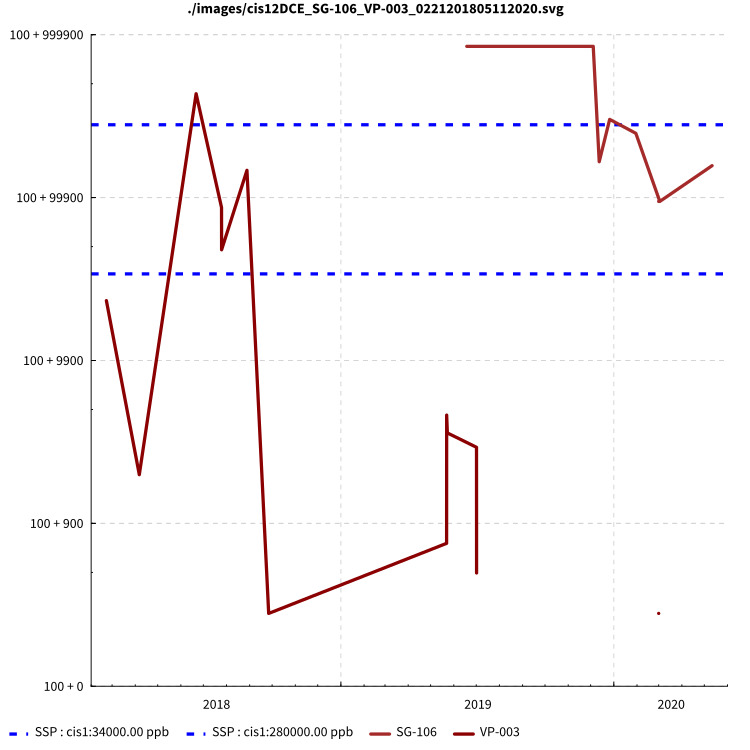 ./images/cis12DCE_SG-106_VP-003_0221201805112020.svg
100 + 999900
100 + 99900
100 + 9900
100 + 900
100 + 0
2018 2019 2020
SSP : cis1:34000.00 ppb SSP : cis1:280000.00 ppb SG-106 VP-003